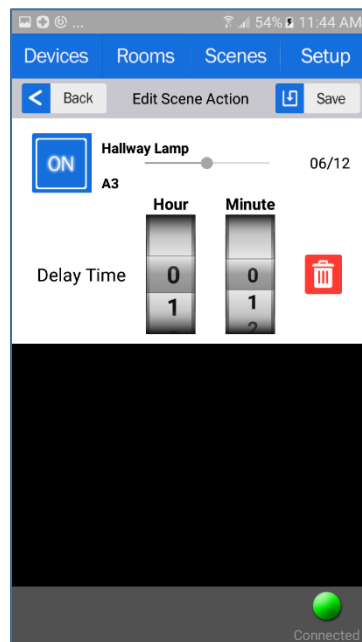 ... 54% 11:44 AM
Devices Rooms Scenes Setup
Back Edit Scene Action Save
ON Hallway Lamp 06/12
A3
Hour Minute
Delay Time 0 0
1 1
2
Connected